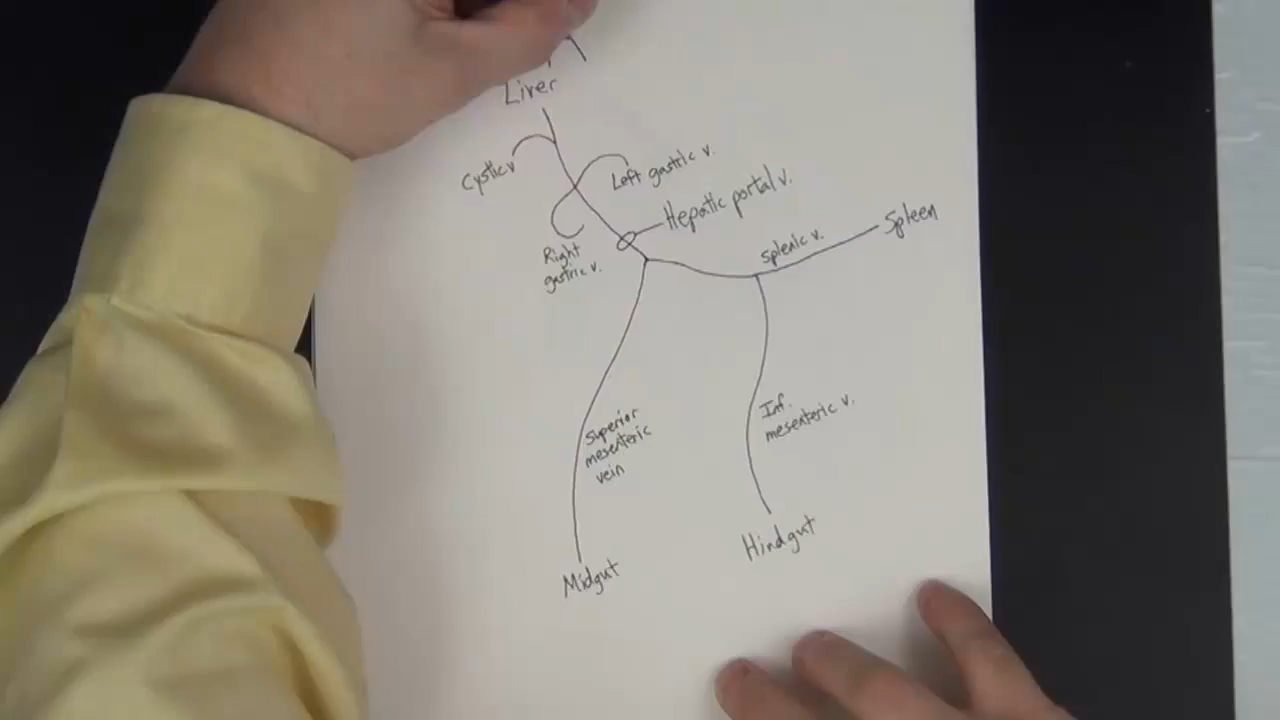 Liver
Cystic v
Left gastric v.
Hepatic portal v.
Right
gastric v.
Splenic v.
Spleen
Superior
mesenteric
vein
Inf.
mesenteric v.
Midgut
Hindgut